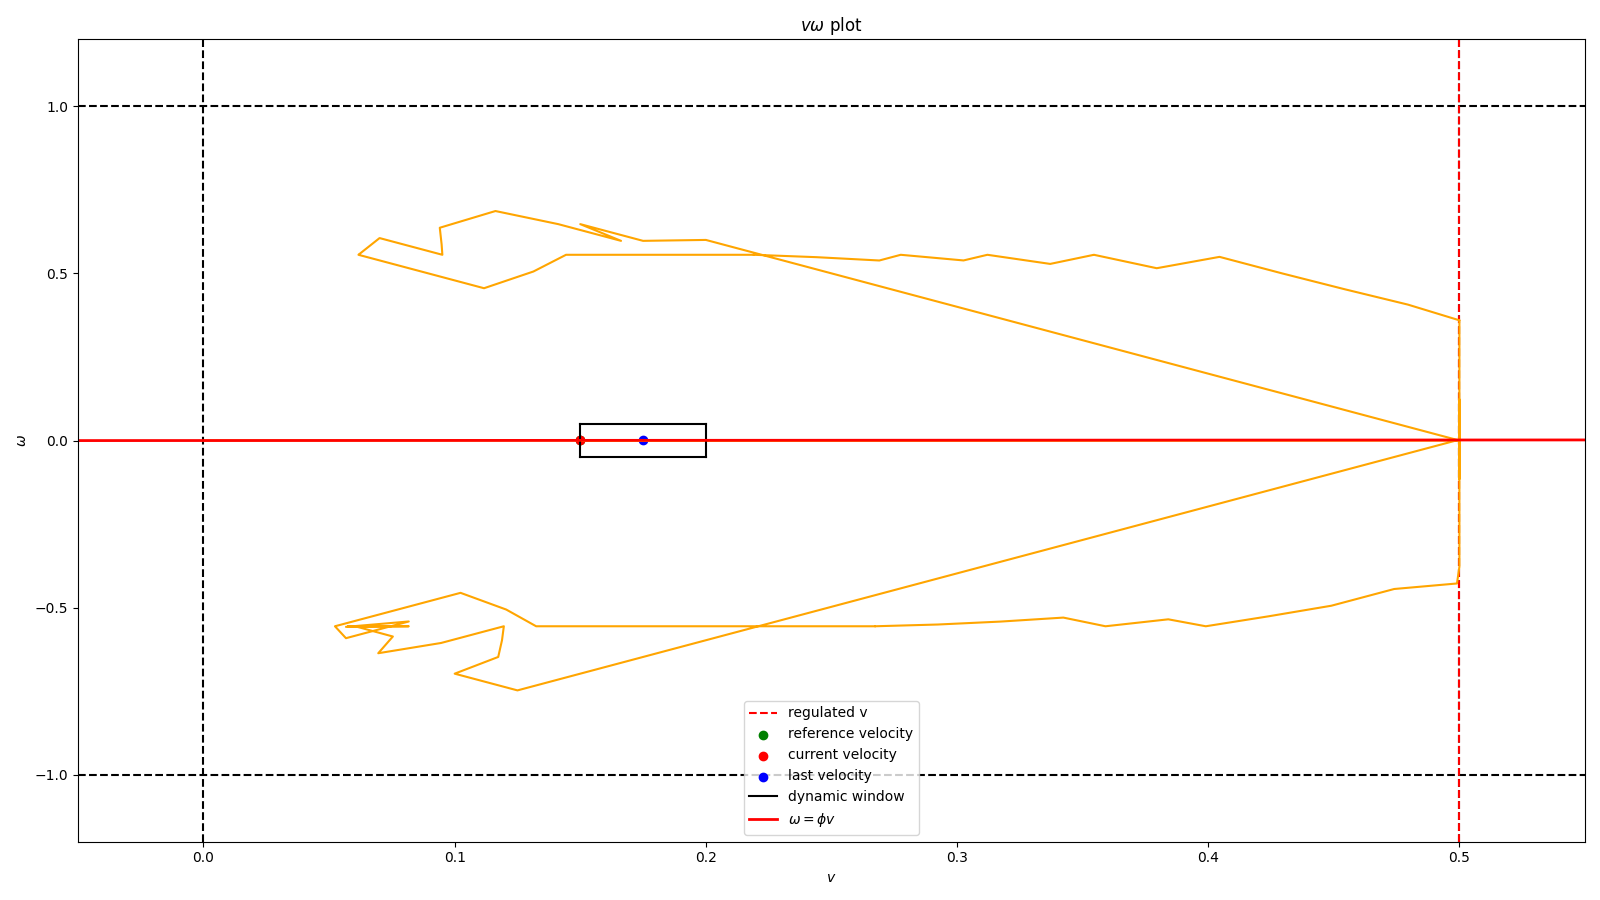 vω plot
1.0
0.5
0.0
−0.5
−1.0
ω
0.0 0.1 0.2 0.3 0.4 0.5
v
regulated v
reference velocity
current velocity
last velocity
dynamic window
ω = ϕv